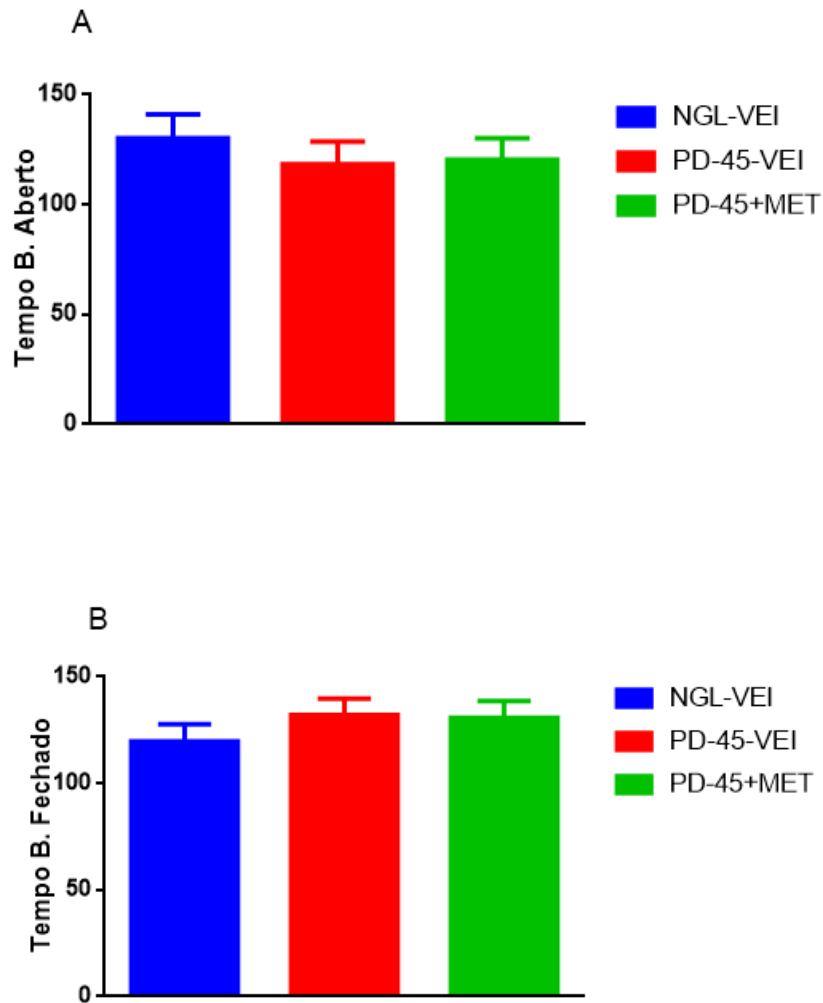 A
150
100
50
0
Tempo B. Aberto
NGL-VEI
PD-45-VEI
PD-45+MET
B
150
100
50
0
Tempo B. Fechado
NGL-VEI
PD-45-VEI
PD-45+MET